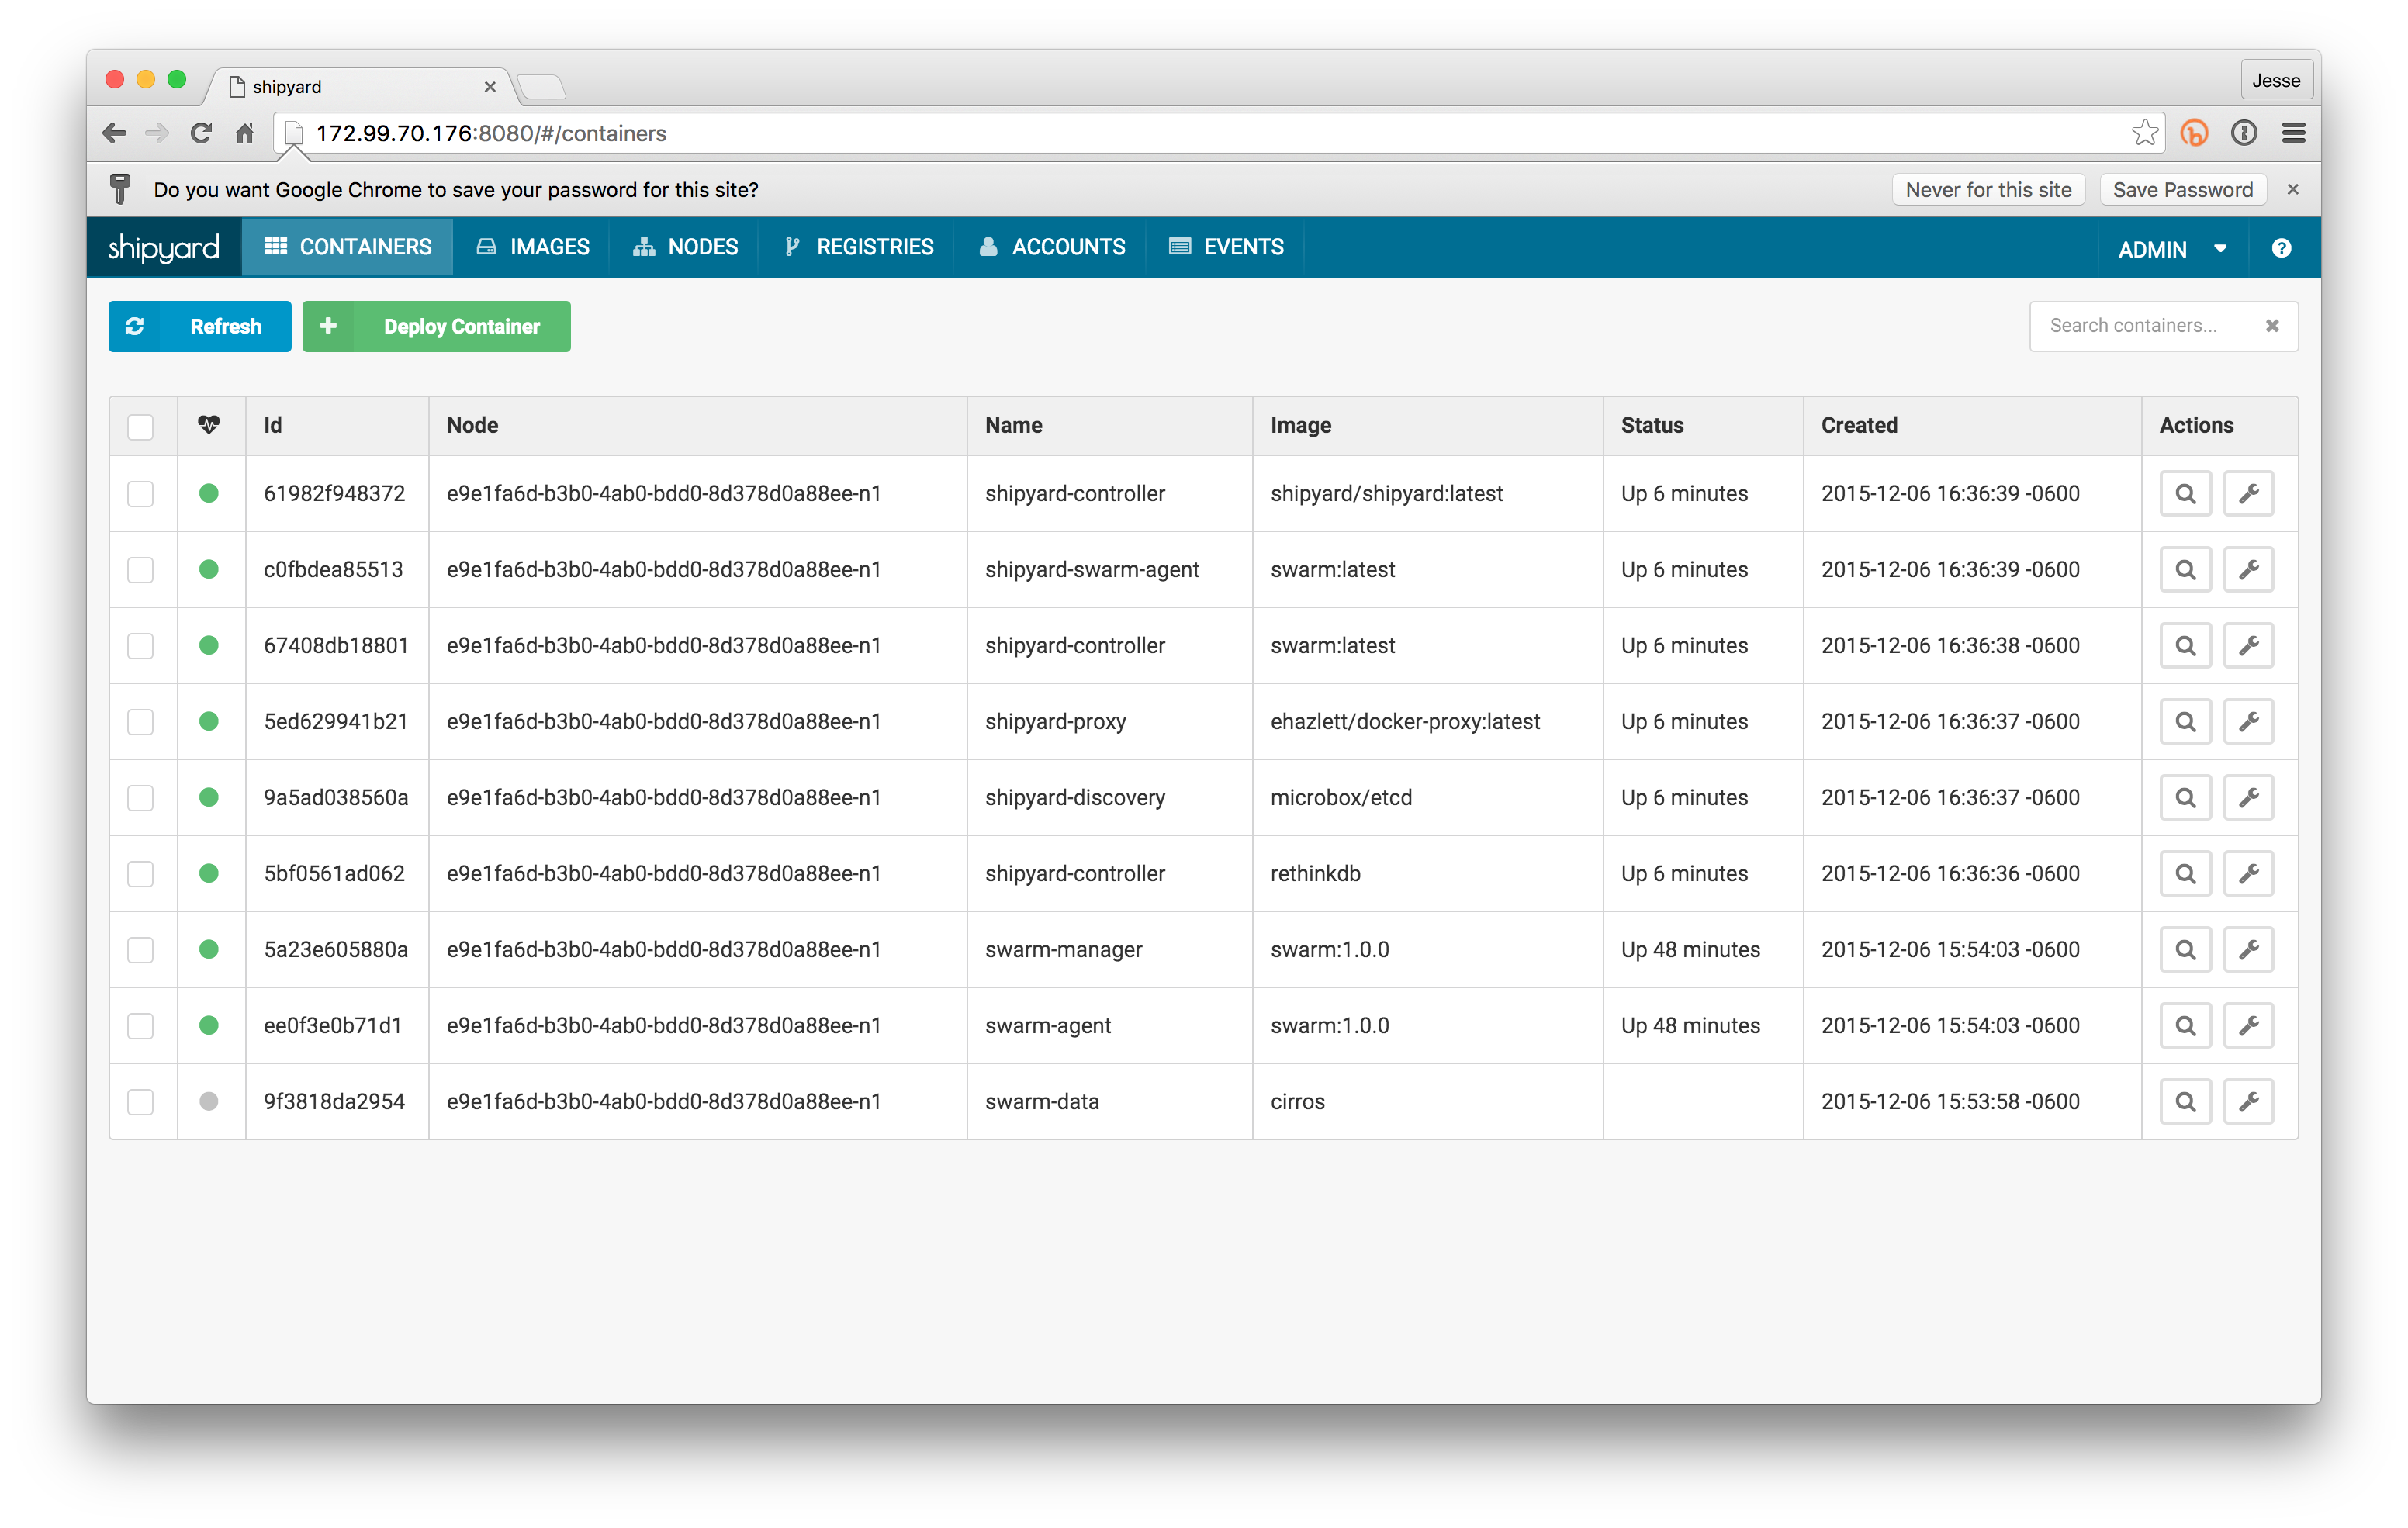 shipyard
Jesse
172.99.70.176:8080/#/containers
Do you want Google Chrome to save your password for this site? Never for this site Save Password
shipyard CONTAINERS IMAGES NODES REGISTRIES ACCOUNTS EVENTS ADMIN
Refresh Deploy Container Search containers...
Id Node Name Image Status Created Actions
61982f948372 e9e1fa6d-b3b0-4ab0-bdd0-8d378d0a88ee-n1 shipyard-controller shipyard/shipyard:latest Up 6 minutes 2015-12-06 16:36:39 -0600
c0fbdea85513 e9e1fa6d-b3b0-4ab0-bdd0-8d378d0a88ee-n1 shipyard-swarm-agent swarm:latest Up 6 minutes 2015-12-06 16:36:39 -0600
67408db18801 e9e1fa6d-b3b0-4ab0-bdd0-8d378d0a88ee-n1 shipyard-controller swarm:latest Up 6 minutes 2015-12-06 16:36:38 -0600
5ed629941b21 e9e1fa6d-b3b0-4ab0-bdd0-8d378d0a88ee-n1 shipyard-proxy ehazlett/docker-proxy:latest Up 6 minutes 2015-12-06 16:36:37 -0600
9a5ad038560a e9e1fa6d-b3b0-4ab0-bdd0-8d378d0a88ee-n1 shipyard-discovery microbox/etcd Up 6 minutes 2015-12-06 16:36:37 -0600
5bf0561ad062 e9e1fa6d-b3b0-4ab0-bdd0-8d378d0a88ee-n1 shipyard-controller rethinkdb Up 6 minutes 2015-12-06 16:36:36 -0600
5a23e605880a e9e1fa6d-b3b0-4ab0-bdd0-8d378d0a88ee-n1 swarm-manager swarm:1.0.0 Up 48 minutes 2015-12-06 15:54:03 -0600
ee0f3e0b71d1 e9e1fa6d-b3b0-4ab0-bdd0-8d378d0a88ee-n1 swarm-agent swarm:1.0.0 Up 48 minutes 2015-12-06 15:54:03 -0600
9f3818da2954 e9e1fa6d-b3b0-4ab0-bdd0-8d378d0a88ee-n1 swarm-data cirros 2015-12-06 15:53:58 -0600